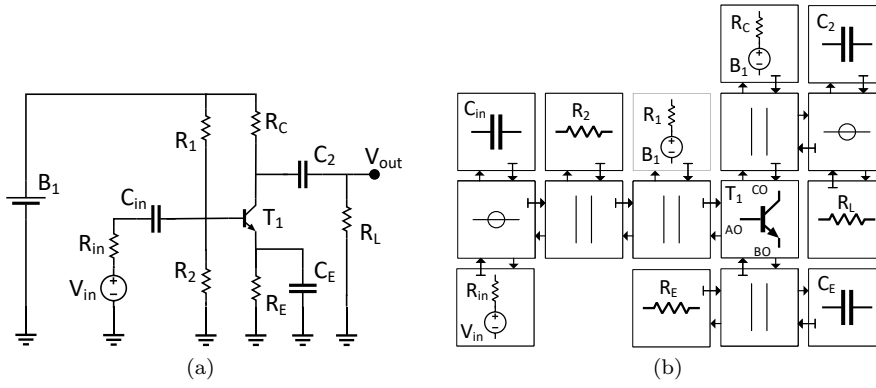 R1
RC
C2
Vout
B1
Cin
T1
Rin
RL
R2
CE
Vin
RE
(a)
RC
C2
B1
Cin
R2
R1
B1
T1
CO
RL
AO
BO
Rin
RE
CE
Vin
(b)